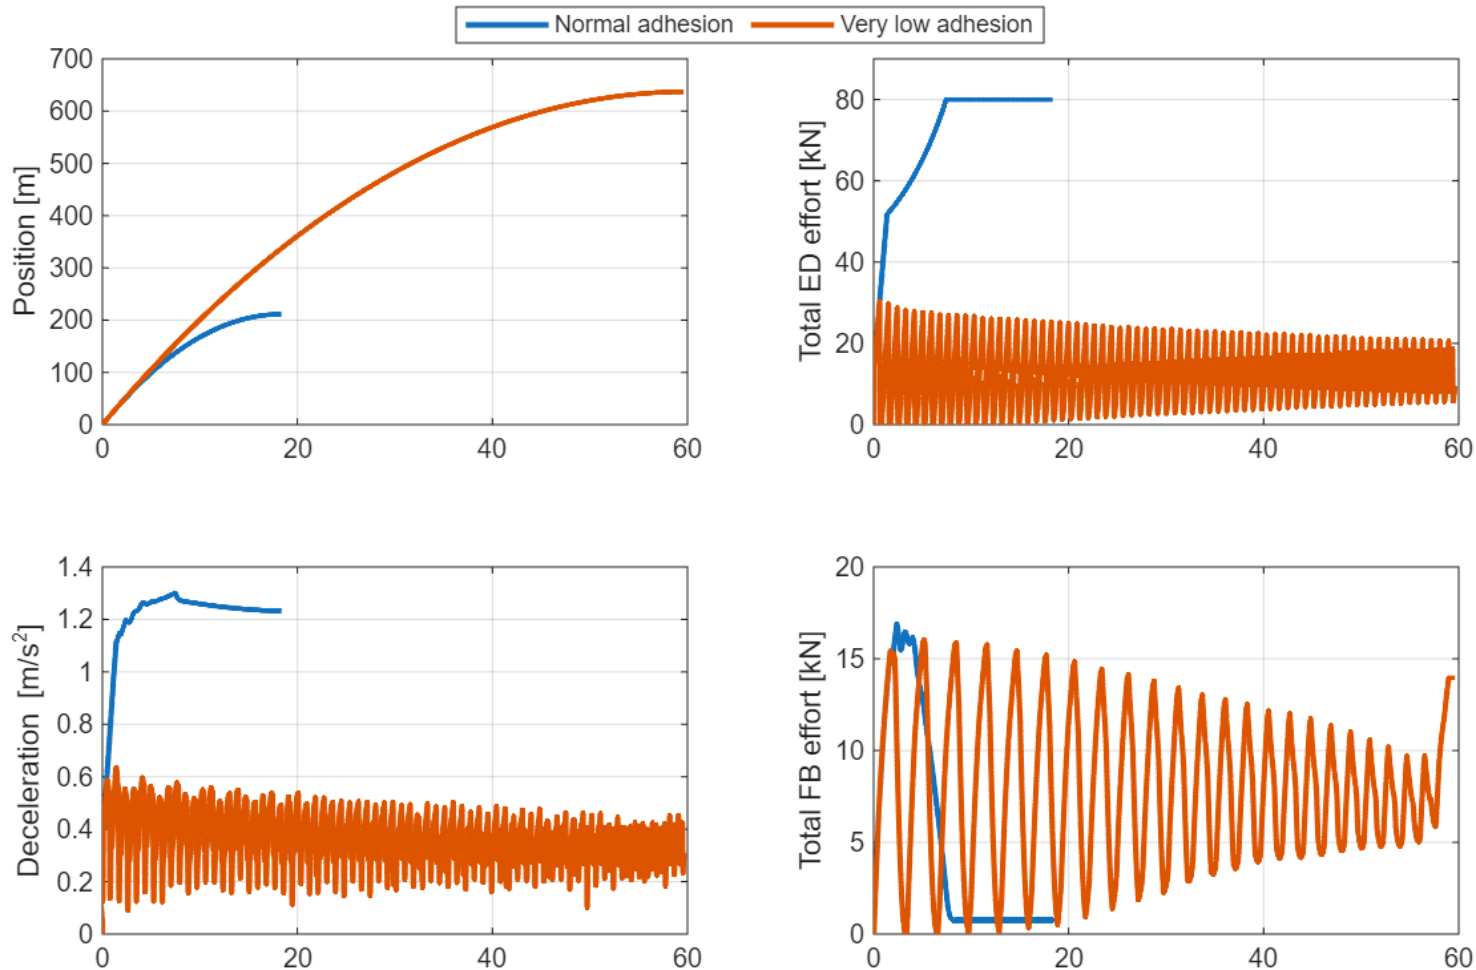 Normal adhesion Very low adhesion
Position [m]
700
600
500
400
300
200
100
0
0 20 40 60
Total ED effort [kN]
80
60
40
20
0
0 20 40 60
Deceleration [m/s²]
1.4
1.2
1
0.8
0.6
0.4
0.2
0
0 20 40 60
Total FB effort [kN]
20
15
10
5
0
0 20 40 60